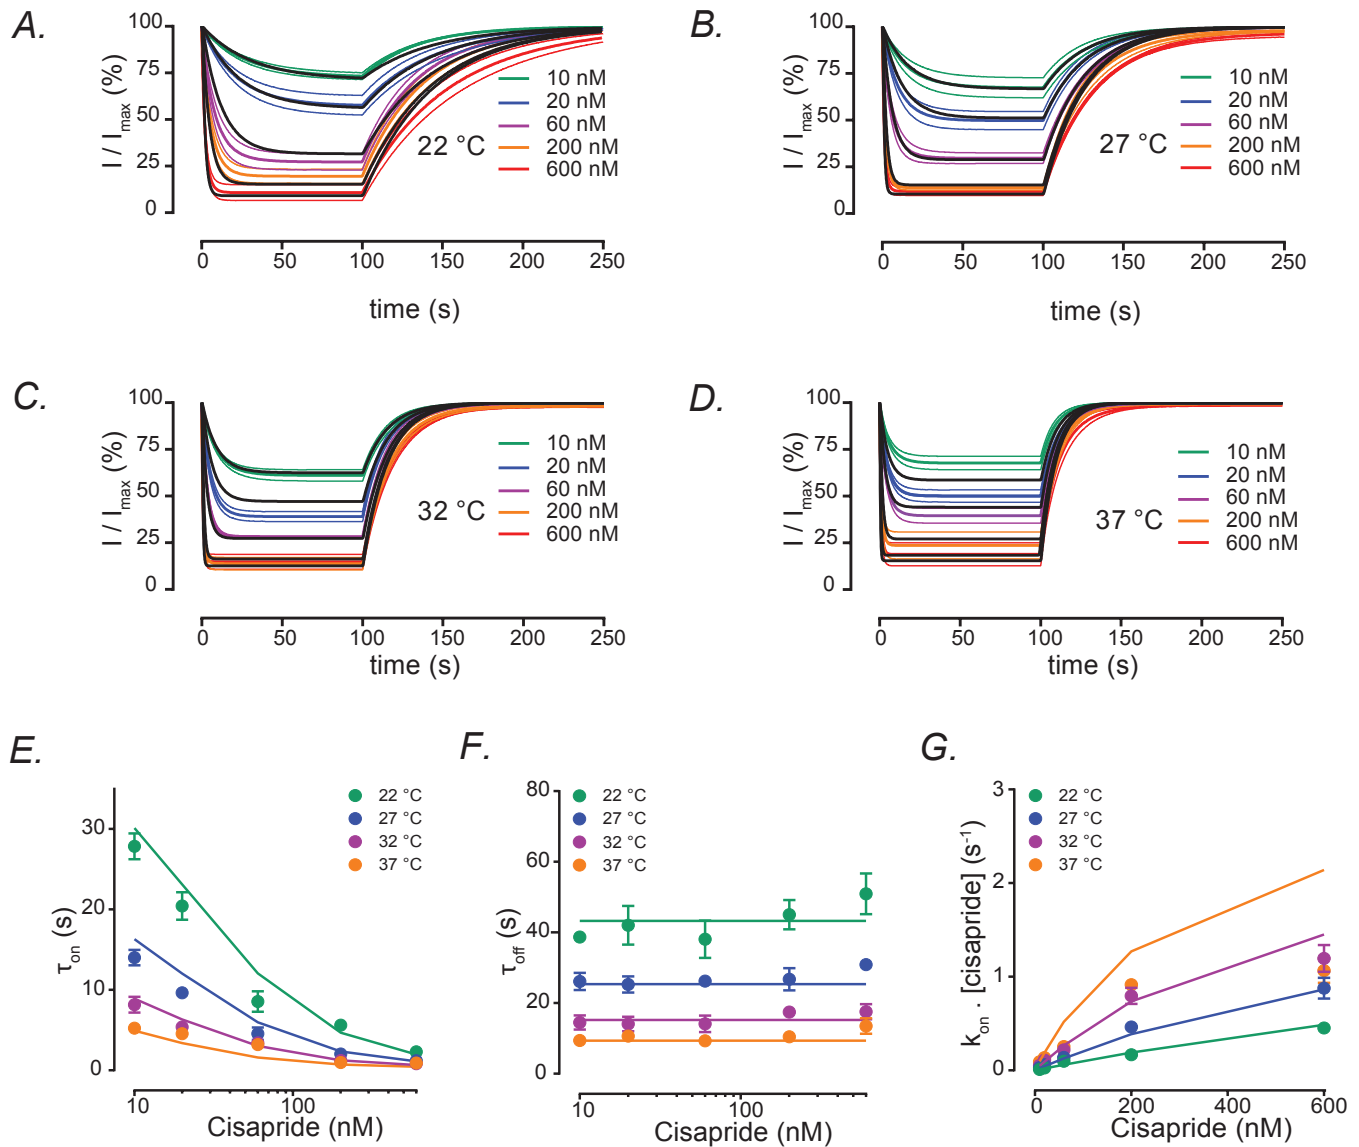 A.
100
75
50
25
0
I / Imax (%)
22 °C
10 nM
20 nM
60 nM
200 nM
600 nM
0 50 100 150 200 250
time (s)
B.
100
75
50
25
0
I / Imax (%)
27 °C
10 nM
20 nM
60 nM
200 nM
600 nM
0 50 100 150 200 250
time (s)
C.
100
75
50
25
0
I / Imax (%)
32 °C
10 nM
20 nM
60 nM
200 nM
600 nM
0 50 100 150 200 250
time (s)
D.
100
75
50
25
0
I / Imax (%)
37 °C
10 nM
20 nM
60 nM
200 nM
600 nM
0 50 100 150 200 250
time (s)
E.
30
20
10
0
τon (s)
22 °C
27 °C
32 °C
37 °C
10 100
Cisapride (nM)
F.
80
60
40
20
0
τoff (s)
22 °C
27 °C
32 °C
37 °C
10 100
Cisapride (nM)
G.
3
2
1
0
kon . [cisapride] (s-1)
22 °C
27 °C
32 °C
37 °C
0 200 400 600
Cisapride (nM)